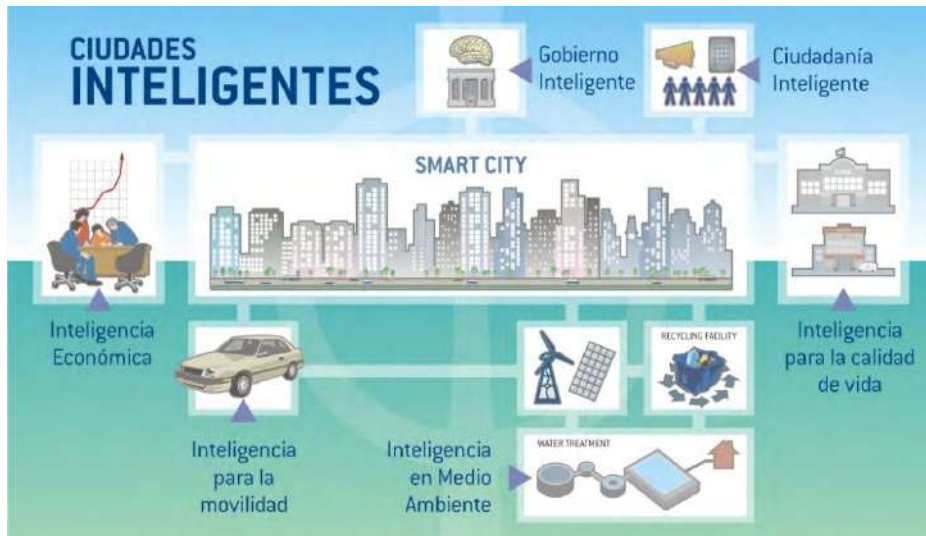 CIUDADES
INTELIGENTES
Gobierno
Inteligente
Ciudadanía
Inteligente
SMART CITY
Inteligencia
Económica
RECYCLING FACILITY
Inteligencia
para la calidad
de vida
Inteligencia
para la
movilidad
Inteligencia
en Medio
Ambiente
WATER TREATMENT